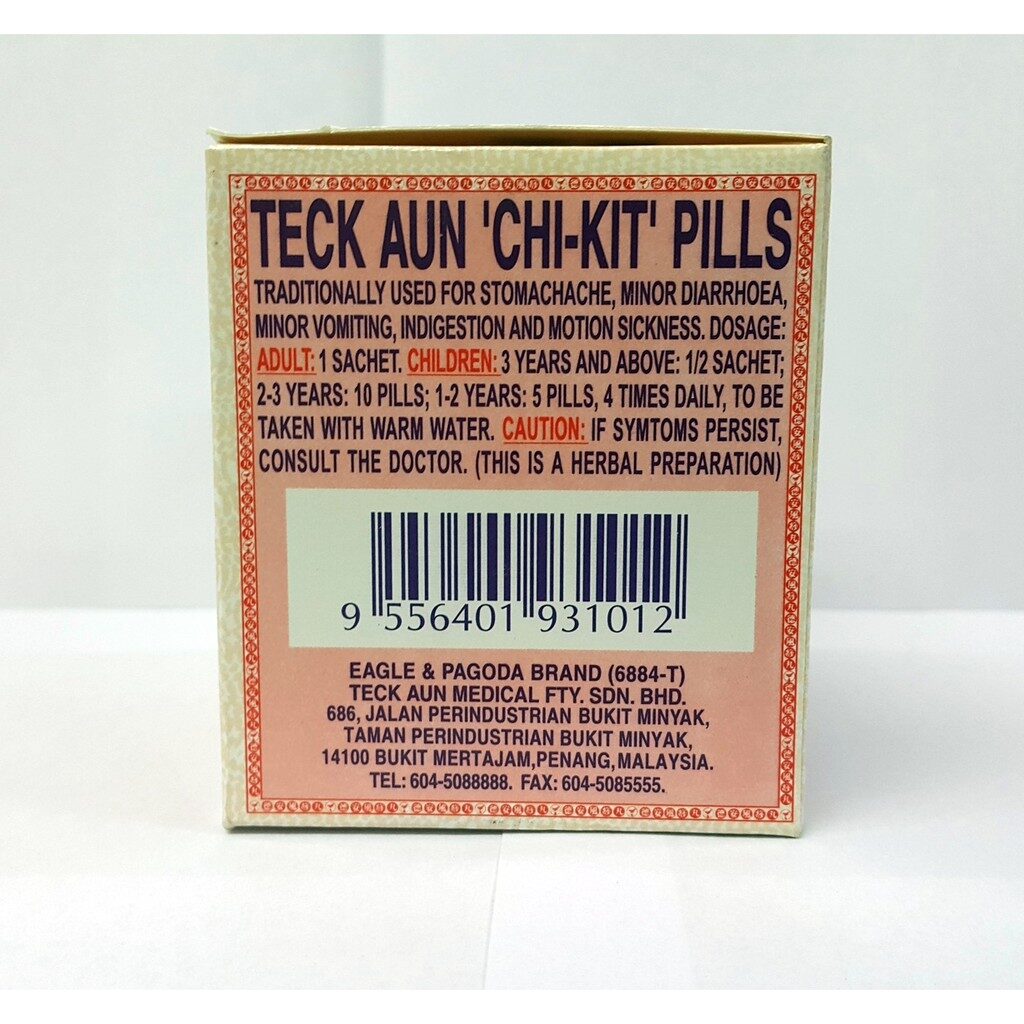 TECK AUN 'CHI-KIT' PILLS
TRADITIONALLY USED FOR STOMACHACHE, MINOR DIARRHOEA,
MINOR VOMITING, INDIGESTION AND MOTION SICKNESS. DOSAGE:
ADULT: 1 SACHET. CHILDREN: 3 YEARS AND ABOVE: 1/2 SACHET;
2-3 YEARS: 10 PILLS; 1-2 YEARS: 5 PILLS, 4 TIMES DAILY, TO BE
TAKEN WITH WARM WATER. CAUTION: IF SYMTOMS PERSIST,
CONSULT THE DOCTOR. (THIS IS A HERBAL PREPARATION)
9 556401 931012
EAGLE & PAGODA BRAND (6884-T)
TECK AUN MEDICAL FTY. SDN. BHD.
686, JALAN PERINDUSTRIAN BUKIT MINYAK,
TAMAN PERINDUSTRIAN BUKIT MINYAK,
14100 BUKIT MERTAJAM,PENANG,MALAYSIA.
TEL: 604-5088888. FAX: 604-5085555.